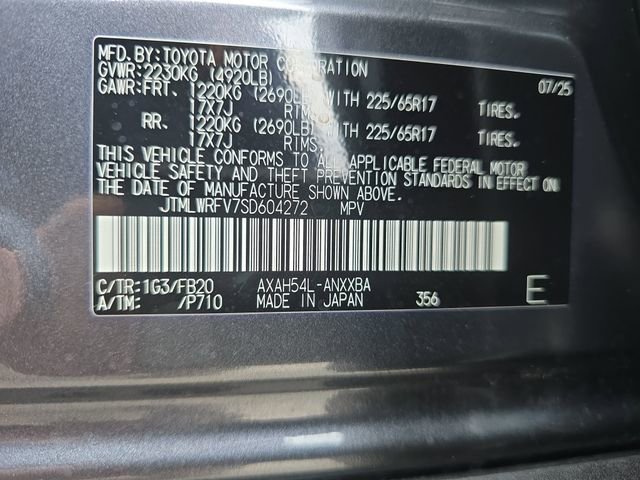 MFD. BY: TOYOTA MOTOR CORPORATION
GVWR: 2230KG (4920LB) 07/25
GAWR: FRT. 1220KG (2690LB) WITH 225/65R17 TIRES,
17X7J RIMS,
RR. 1220KG (2690LB) WITH 225/65R17 TIRES,
17X7J RIMS,
THIS VEHICLE CONFORMS TO ALL APPLICABLE FEDERAL MOTOR
VEHICLE SAFETY AND THEFT PREVENTION STANDARDS IN EFFECT ON
THE DATE OF MANUFACTURE SHOWN ABOVE.
JTMLWRFV7SD604272 MPV
C/TR: 1G3/FB20 AXAH54L-ANXXBA
A/TM: /P710 MADE IN JAPAN 356 E